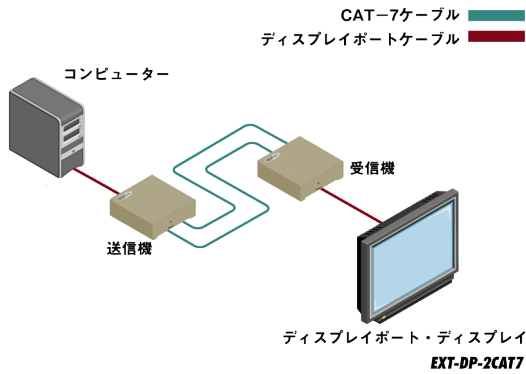 CAT−7ケーブル
ディスプレイポートケーブル
コンピューター
受信機
送信機
ディスプレイポート・ディスプレイ
EXT-DP-2CAT7